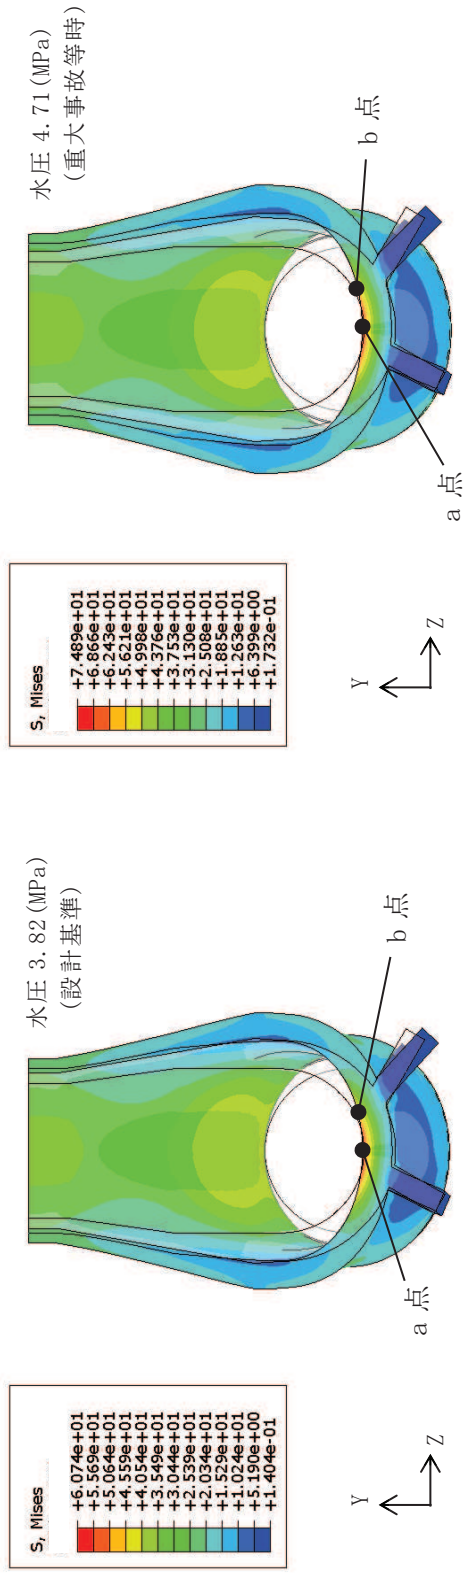 S, Mises
+6.074e+01
+5.569e+01
+5.064e+01
+4.559e+01
+4.054e+01
+3.549e+01
+3.044e+01
+2.539e+01
+2.034e+01
+1.529e+01
+1.024e+01
+5.190e+00
+1.404e-01
水圧 3.82(MPa)
(設計基準)
a 点
b 点
Y
Z
S, Mises
+7.489e+01
+6.866e+01
+6.243e+01
+5.621e+01
+4.998e+01
+4.376e+01
+3.753e+01
+3.130e+01
+2.508e+01
+1.885e+01
+1.263e+01
+6.399e+00
+1.732e-01
水圧 4.71(MPa)
(重大事故等時)
a 点
b 点
Y
Z